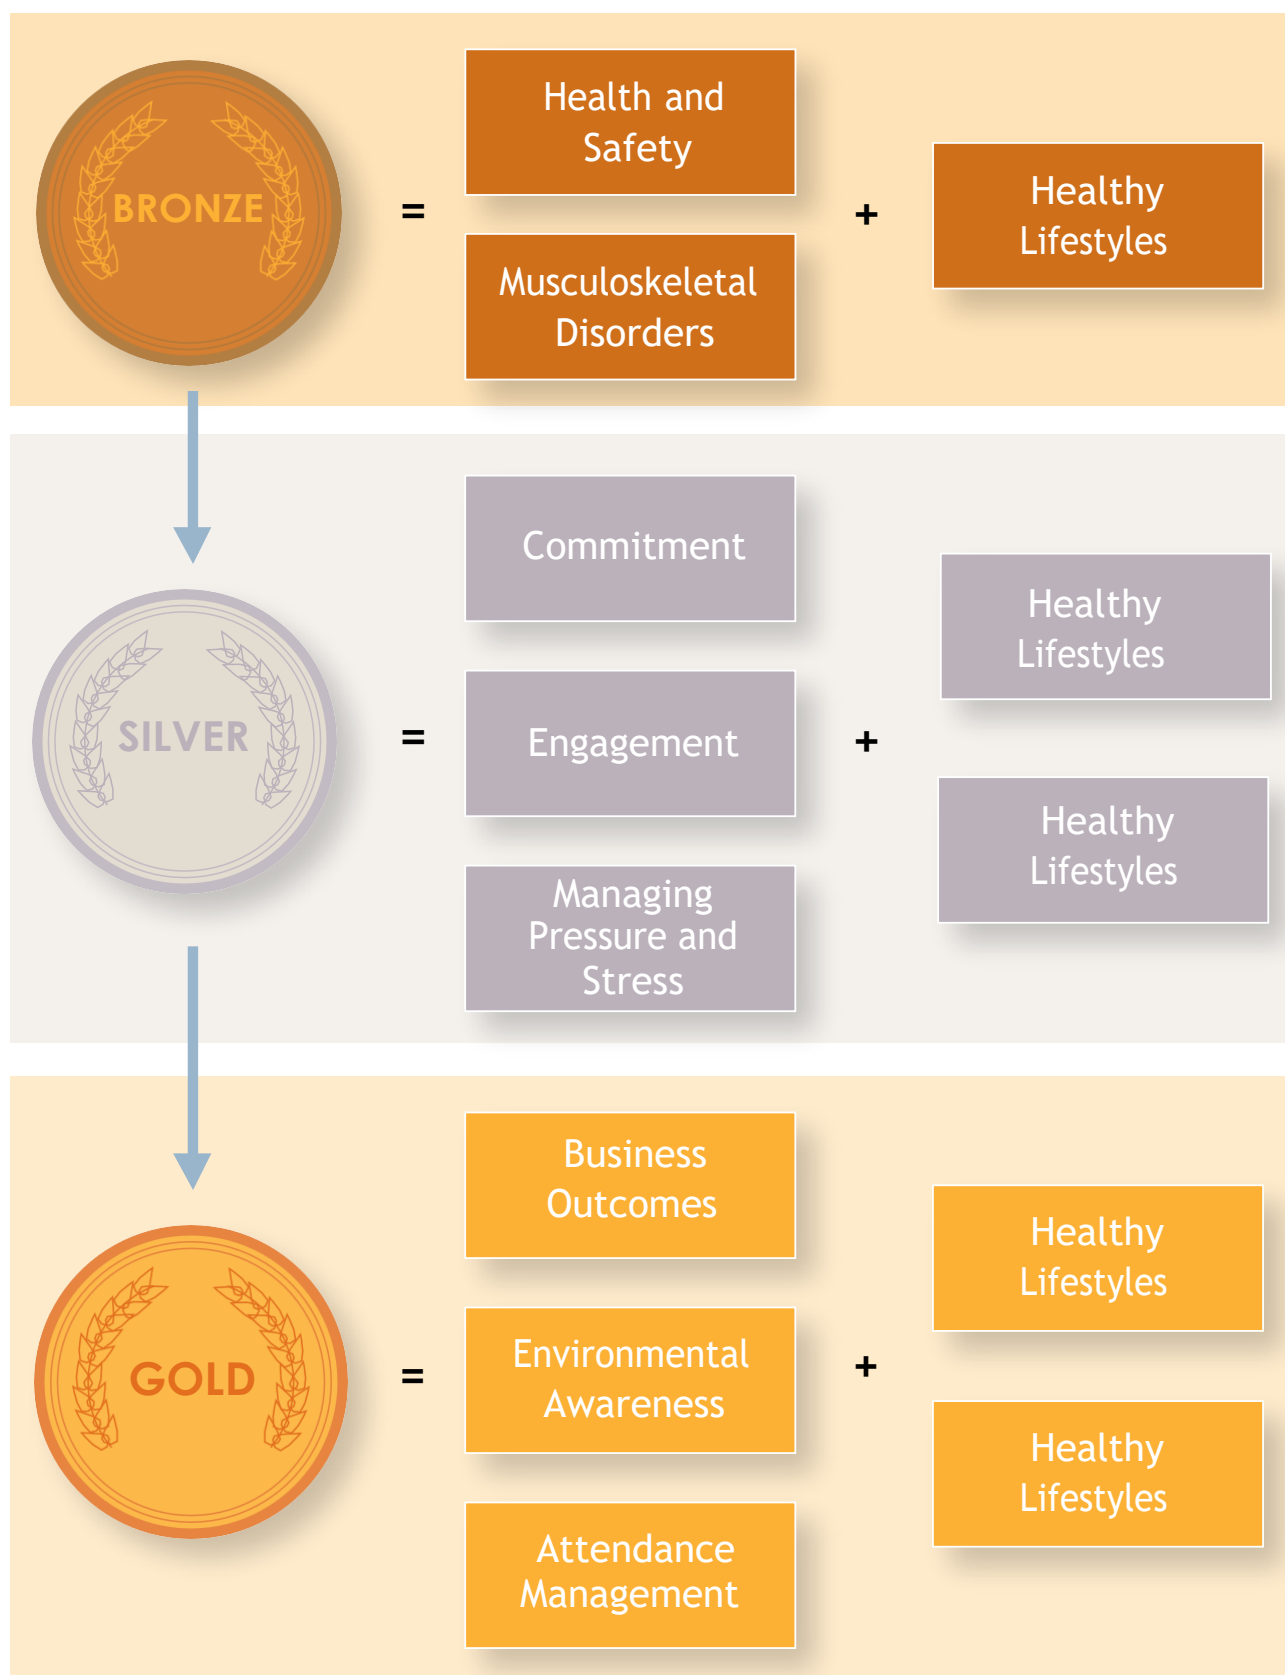 BRONZE
=
Health and
Safety
Musculoskeletal
Disorders
+
Healthy
Lifestyles
SILVER
=
Commitment
Engagement
Managing
Pressure and
Stress
+
Healthy
Lifestyles
Healthy
Lifestyles
GOLD
=
Business
Outcomes
Environmental
Awareness
Attendance
Management
+
Healthy
Lifestyles
Healthy
Lifestyles